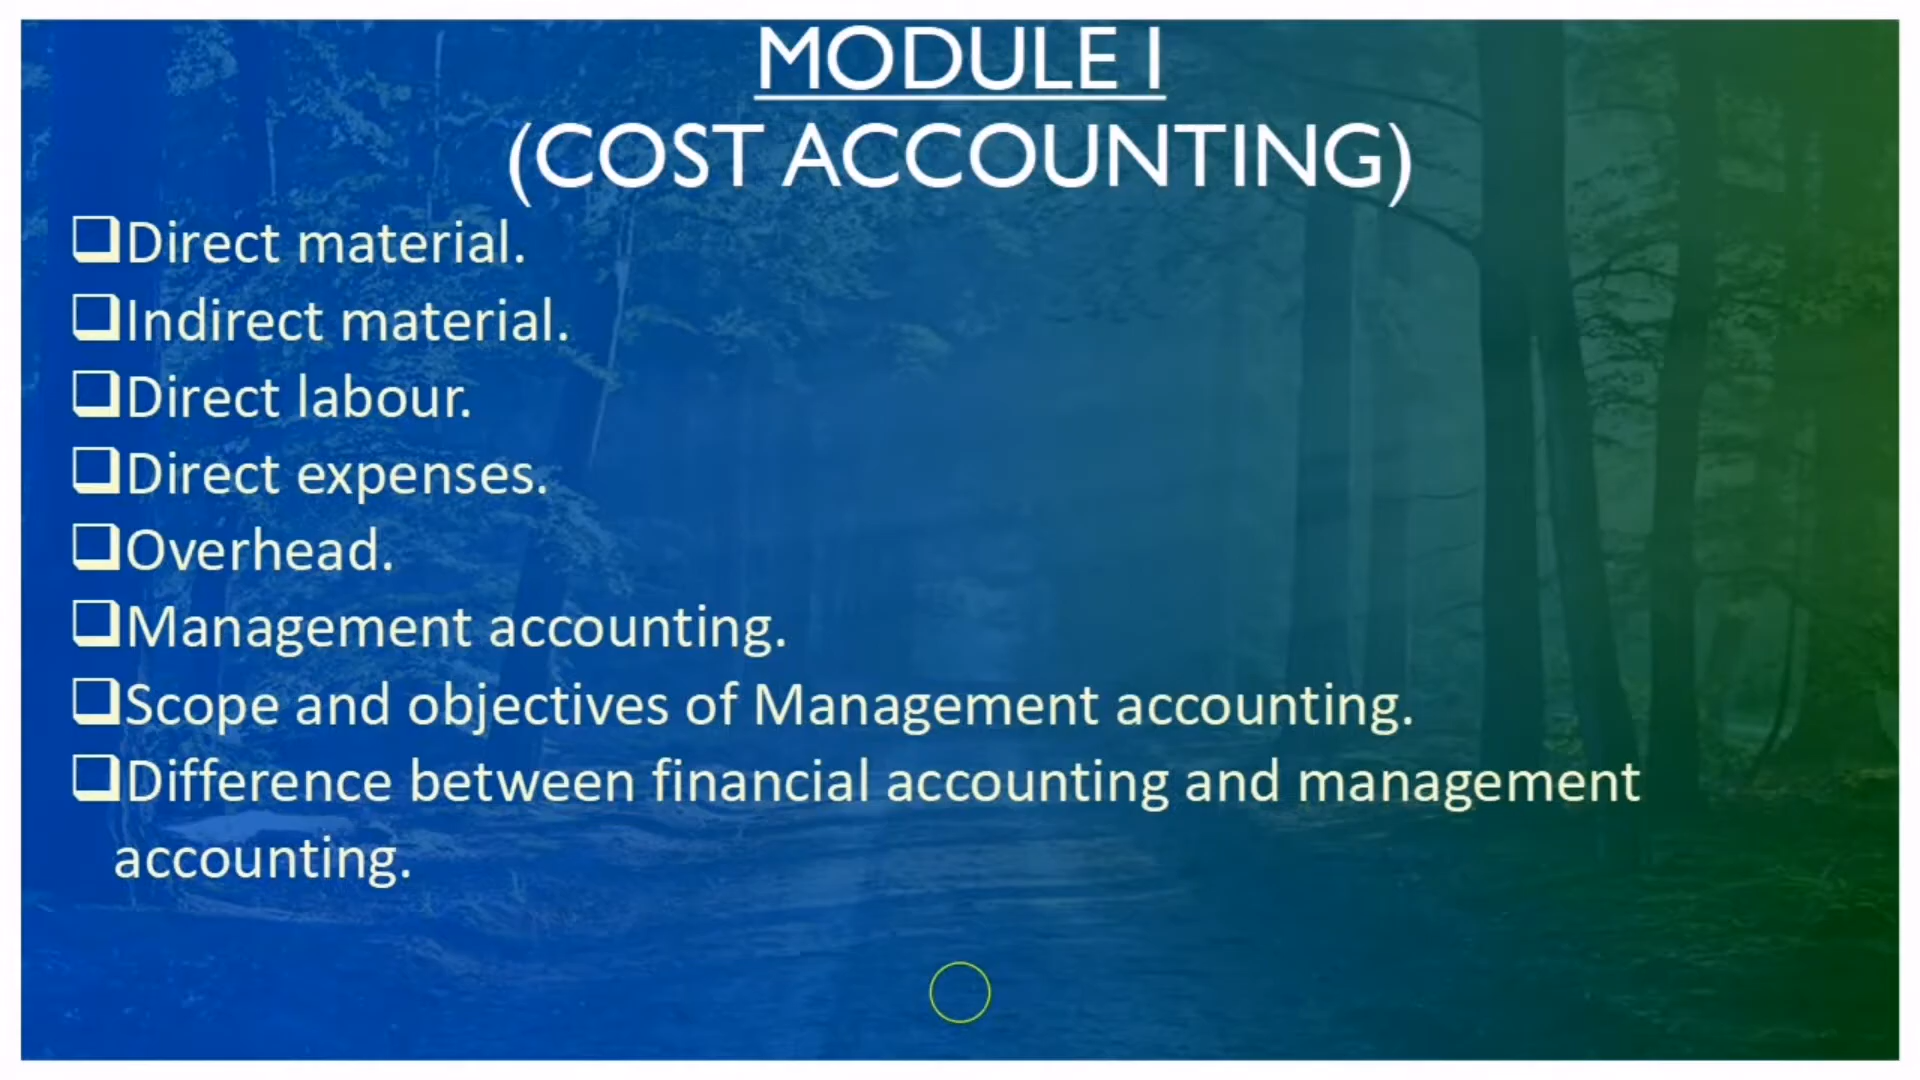 MODULE I
(COST ACCOUNTING)
❑Direct material.
❑Indirect material.
❑Direct labour.
❑Direct expenses.
❑Overhead.
❑Management accounting.
❑Scope and objectives of Management accounting.
❑Difference between financial accounting and management
accounting.